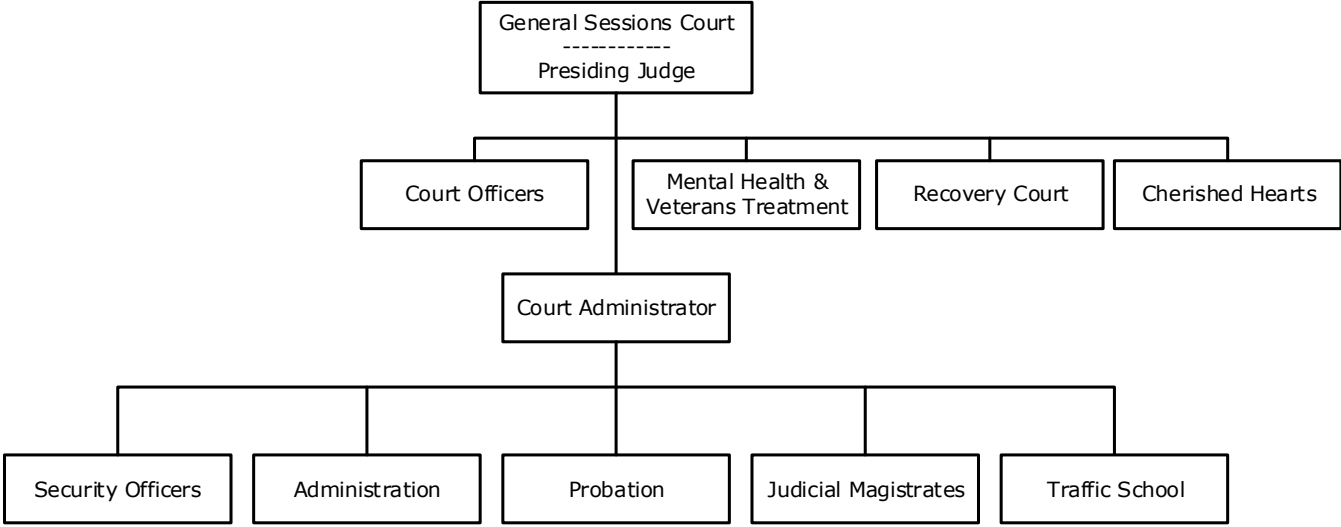 General Sessions Court
------------
Presiding Judge
Court Officers
Mental Health &
Veterans Treatment
Recovery Court
Cherished Hearts
Court Administrator
Security Officers
Administration
Probation
Judicial Magistrates
Traffic School